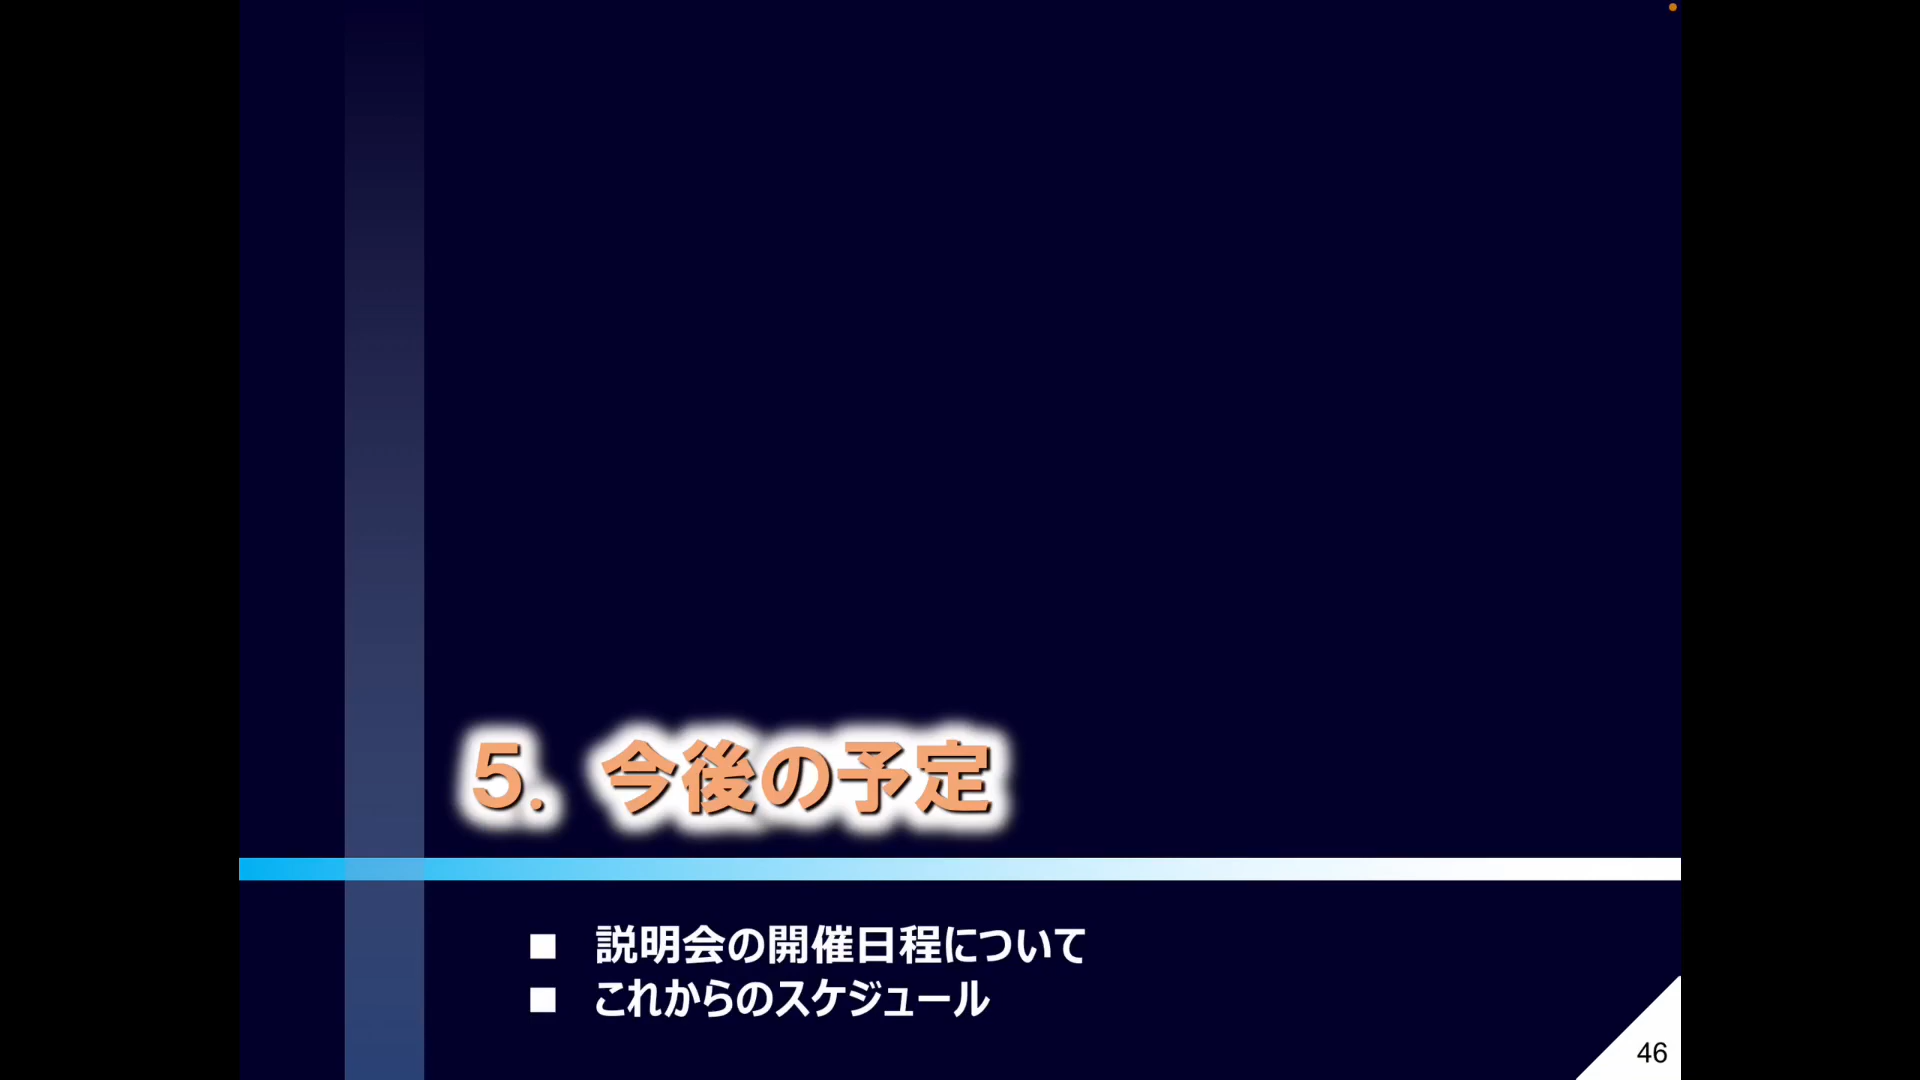 5. 今後の予定
■ 説明会の開催日程について
■ これからのスケジュール
46